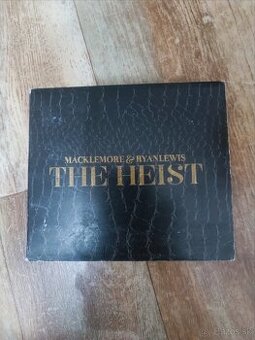 MACKLEMORE & RYAN LEWIS
THE HEIST